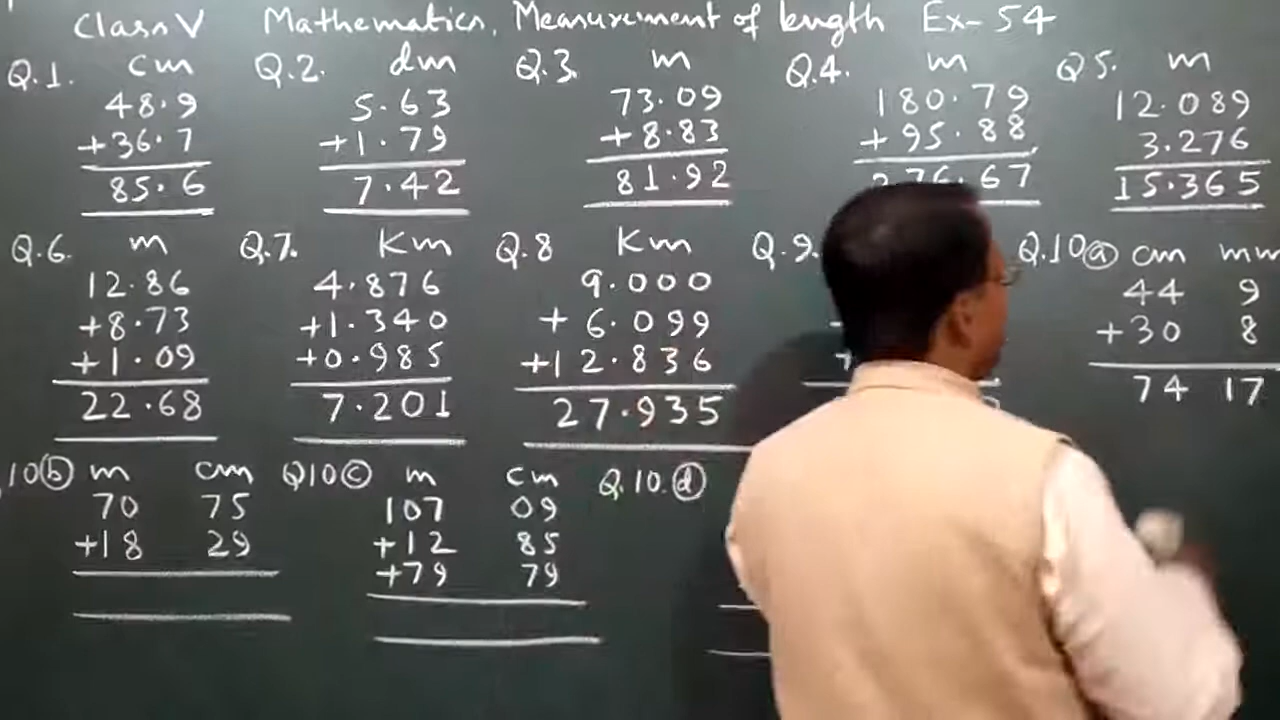 Class V Mathematics, Measurement of length Ex-54
Q.1. cm
48.9
+36.7
85.6
Q.2. dm
5.63
+1.79
7.42
Q.3. m
73.09
+8.83
81.92
Q.4. m
180.79
+95.88
276.67
Q5. m
12.089
3.276
15.365
Q.6. m
12.86
+8.73
+1.09
22.68
Q.7. Km
4.876
+1.340
+0.985
7.201
Q.8 Km
9.000
+6.099
+12.836
27.935
Q.9.
Q.10 a cm
44 9
+30 8
74 17
10 b m cm
70 75
+18 29
Q10 c m cm
107 09
+12 85
+79 79
Q.10. d